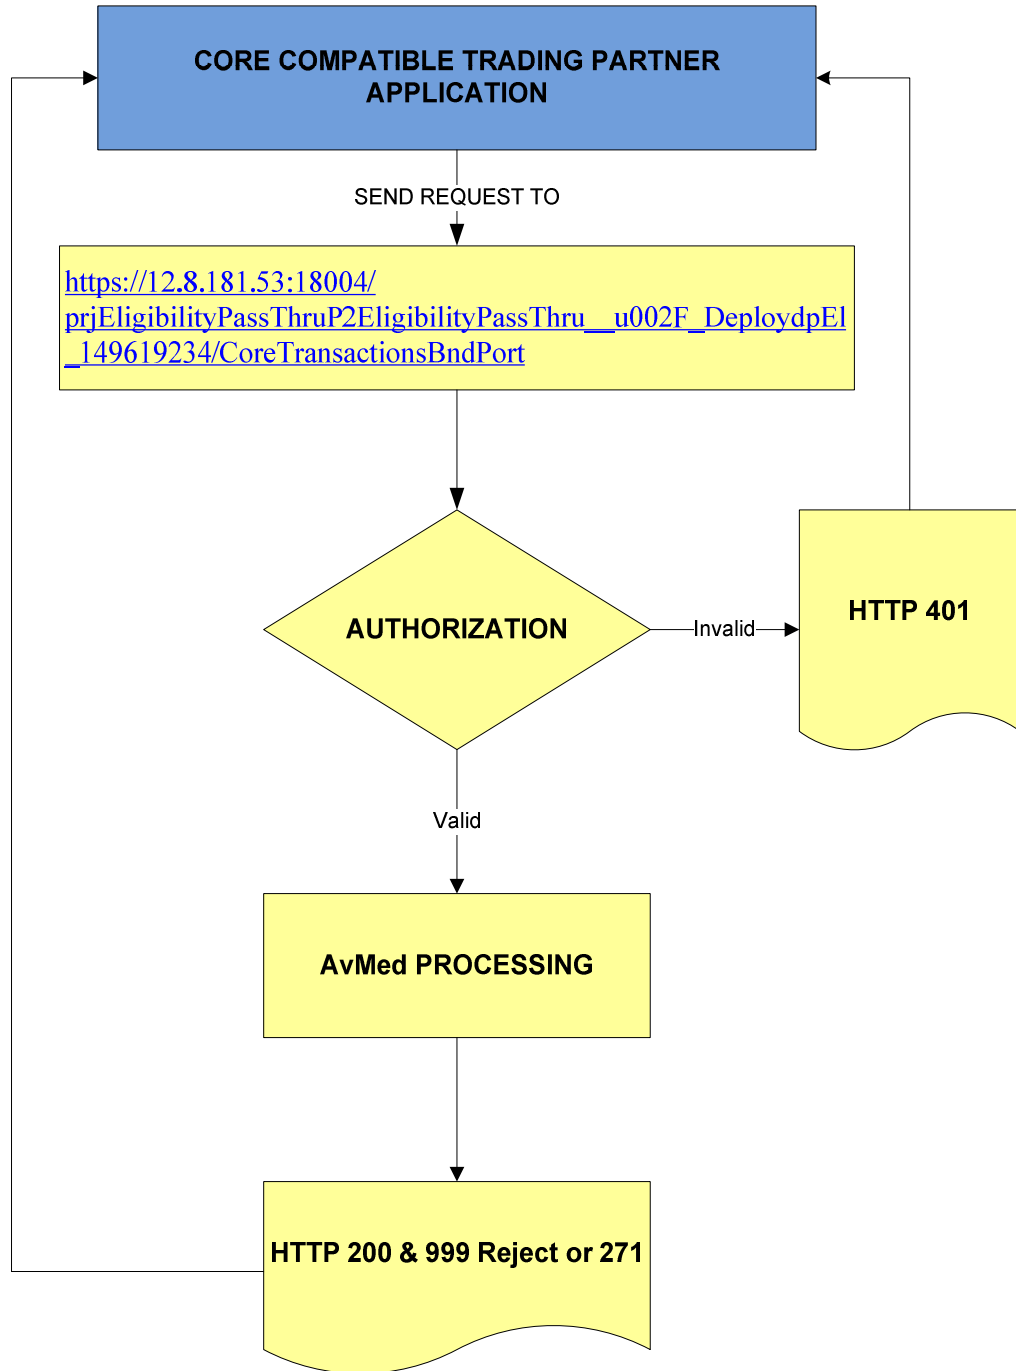 CORE COMPATIBLE TRADING PARTNER
APPLICATION
SEND REQUEST TO
https://12.8.181.53:18004/
prjEligibilityPassThruP2EligibilityPassThru__u002F_DeploydpEl
_149619234/CoreTransactionsBndPort
AUTHORIZATION
Invalid
HTTP 401
Valid
AvMed PROCESSING
HTTP 200 & 999 Reject or 271